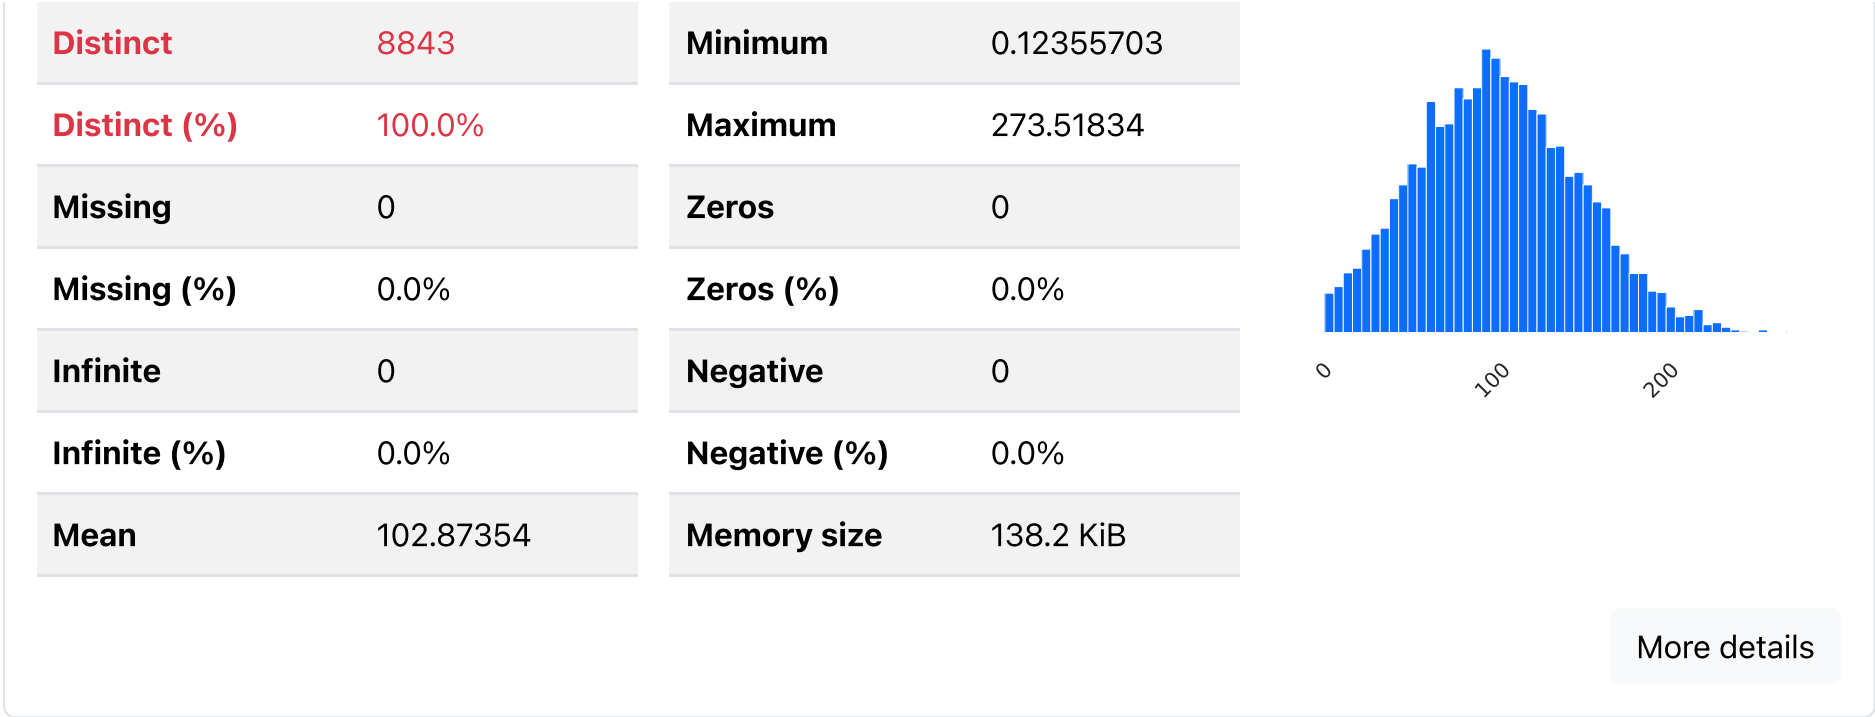 Distinct 8843
Distinct (%) 100.0%
Missing 0
Missing (%) 0.0%
Infinite 0
Infinite (%) 0.0%
Mean 102.87354
Minimum 0.12355703
Maximum 273.51834
Zeros 0
Zeros (%) 0.0%
Negative 0
Negative (%) 0.0%
Memory size 138.2 KiB
0 100 200
More details